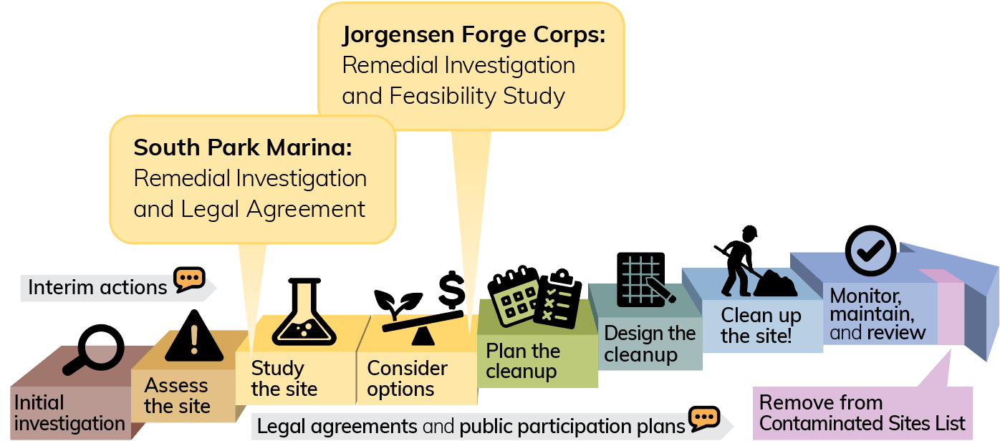 Jorgensen Forge Corps:
Remedial Investigation
and Feasibility Study
South Park Marina:
Remedial Investigation
and Legal Agreement
Interim actions
Initial
investigation
Assess
the site
Study
the site
Consider
options
$
Plan the
cleanup
Design the
cleanup
Clean up
the site!
Monitor,
maintain,
and review
Legal agreements and public participation plans
Remove from
Contaminated Sites List